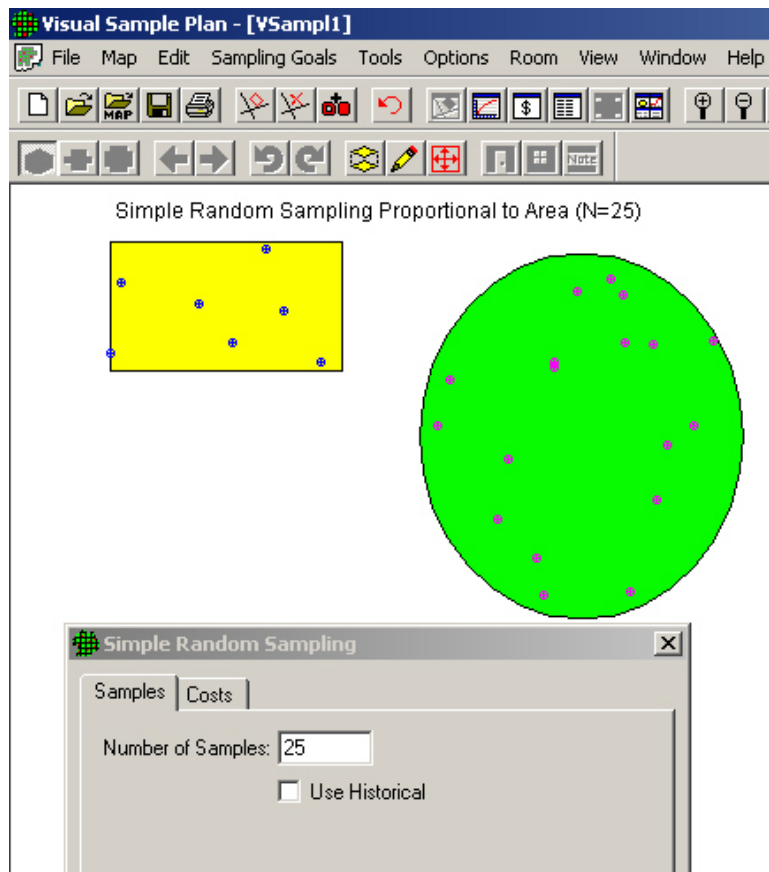 Visual Sample Plan - [VSampl1]
File Map Edit Sampling Goals Tools Options Room View Window Help
MAP $
Note
Simple Random Sampling Proportional to Area (N=25)
Simple Random Sampling
Samples Costs
Number of Samples: 25
Use Historical